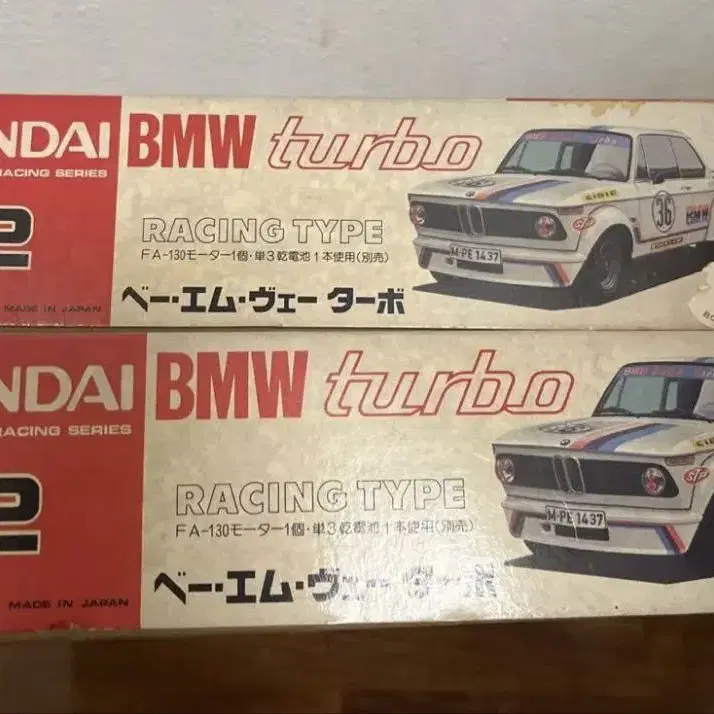 NDAI
RACING SERIES
2
MADE IN JAPAN
BMW turbo
RACING TYPE
FA-130モーター1個・単3乾電池1本使用(別売)
ベー・エム・ヴェー ターボ
36
BMW
M-PE 1437
NDAI
RACING SERIES
2
MADE IN JAPAN
BMW turbo
RACING TYPE
FA-130モーター1個・単3乾電池1本使用(別売)
ベー・エム・ヴェー ターボ
STP
M-PE 1437